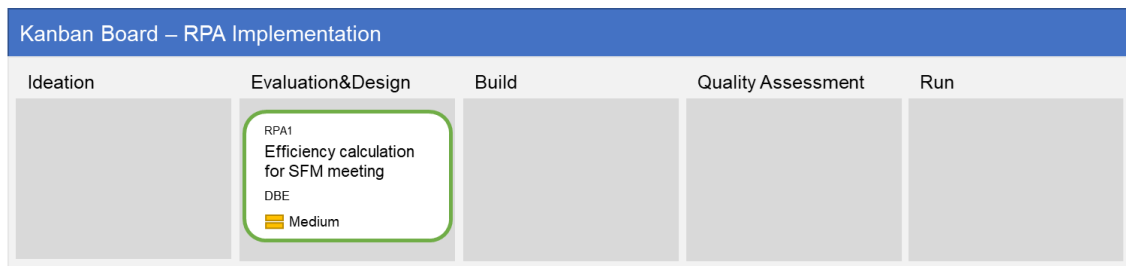 Kanban Board – RPA Implementation
Ideation
Evaluation&Design
Build
Quality Assessment
Run
RPA1
Efficiency calculation
for SFM meeting
DBE
Medium